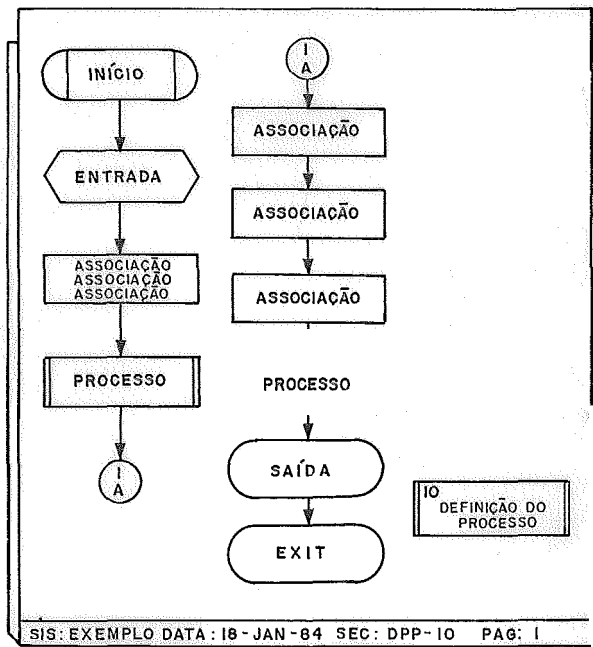 INÍCIO
ENTRADA
ASSOCIAÇÃO
ASSOCIAÇÃO
ASSOCIAÇÃO
PROCESSO
I
A
I
A
ASSOCIAÇÃO
ASSOCIAÇÃO
ASSOCIAÇÃO
PROCESSO
SAÍDA
EXIT
10
DEFINIÇÃO DO
PROCESSO
SIS: EXEMPLO DATA: 18-JAN-84 SEC: DPP-10 PAG: 1